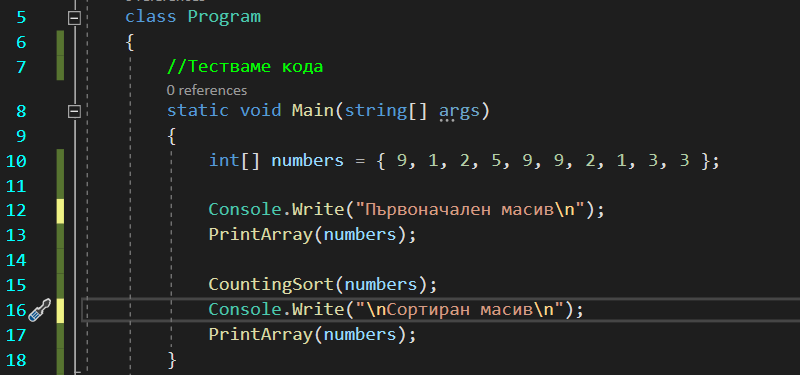 0 references
5 class Program
6 {
7 //Тестваме кода
0 references
8 static void Main(string[] args)
9 {
10 int[] numbers = { 9, 1, 2, 5, 9, 9, 2, 1, 3, 3 };
11
12 Console.Write("Първоначален масив\n");
13 PrintArray(numbers);
14
15 CountingSort(numbers);
16 Console.Write("\nСортиран масив\n");
17 PrintArray(numbers);
18 }